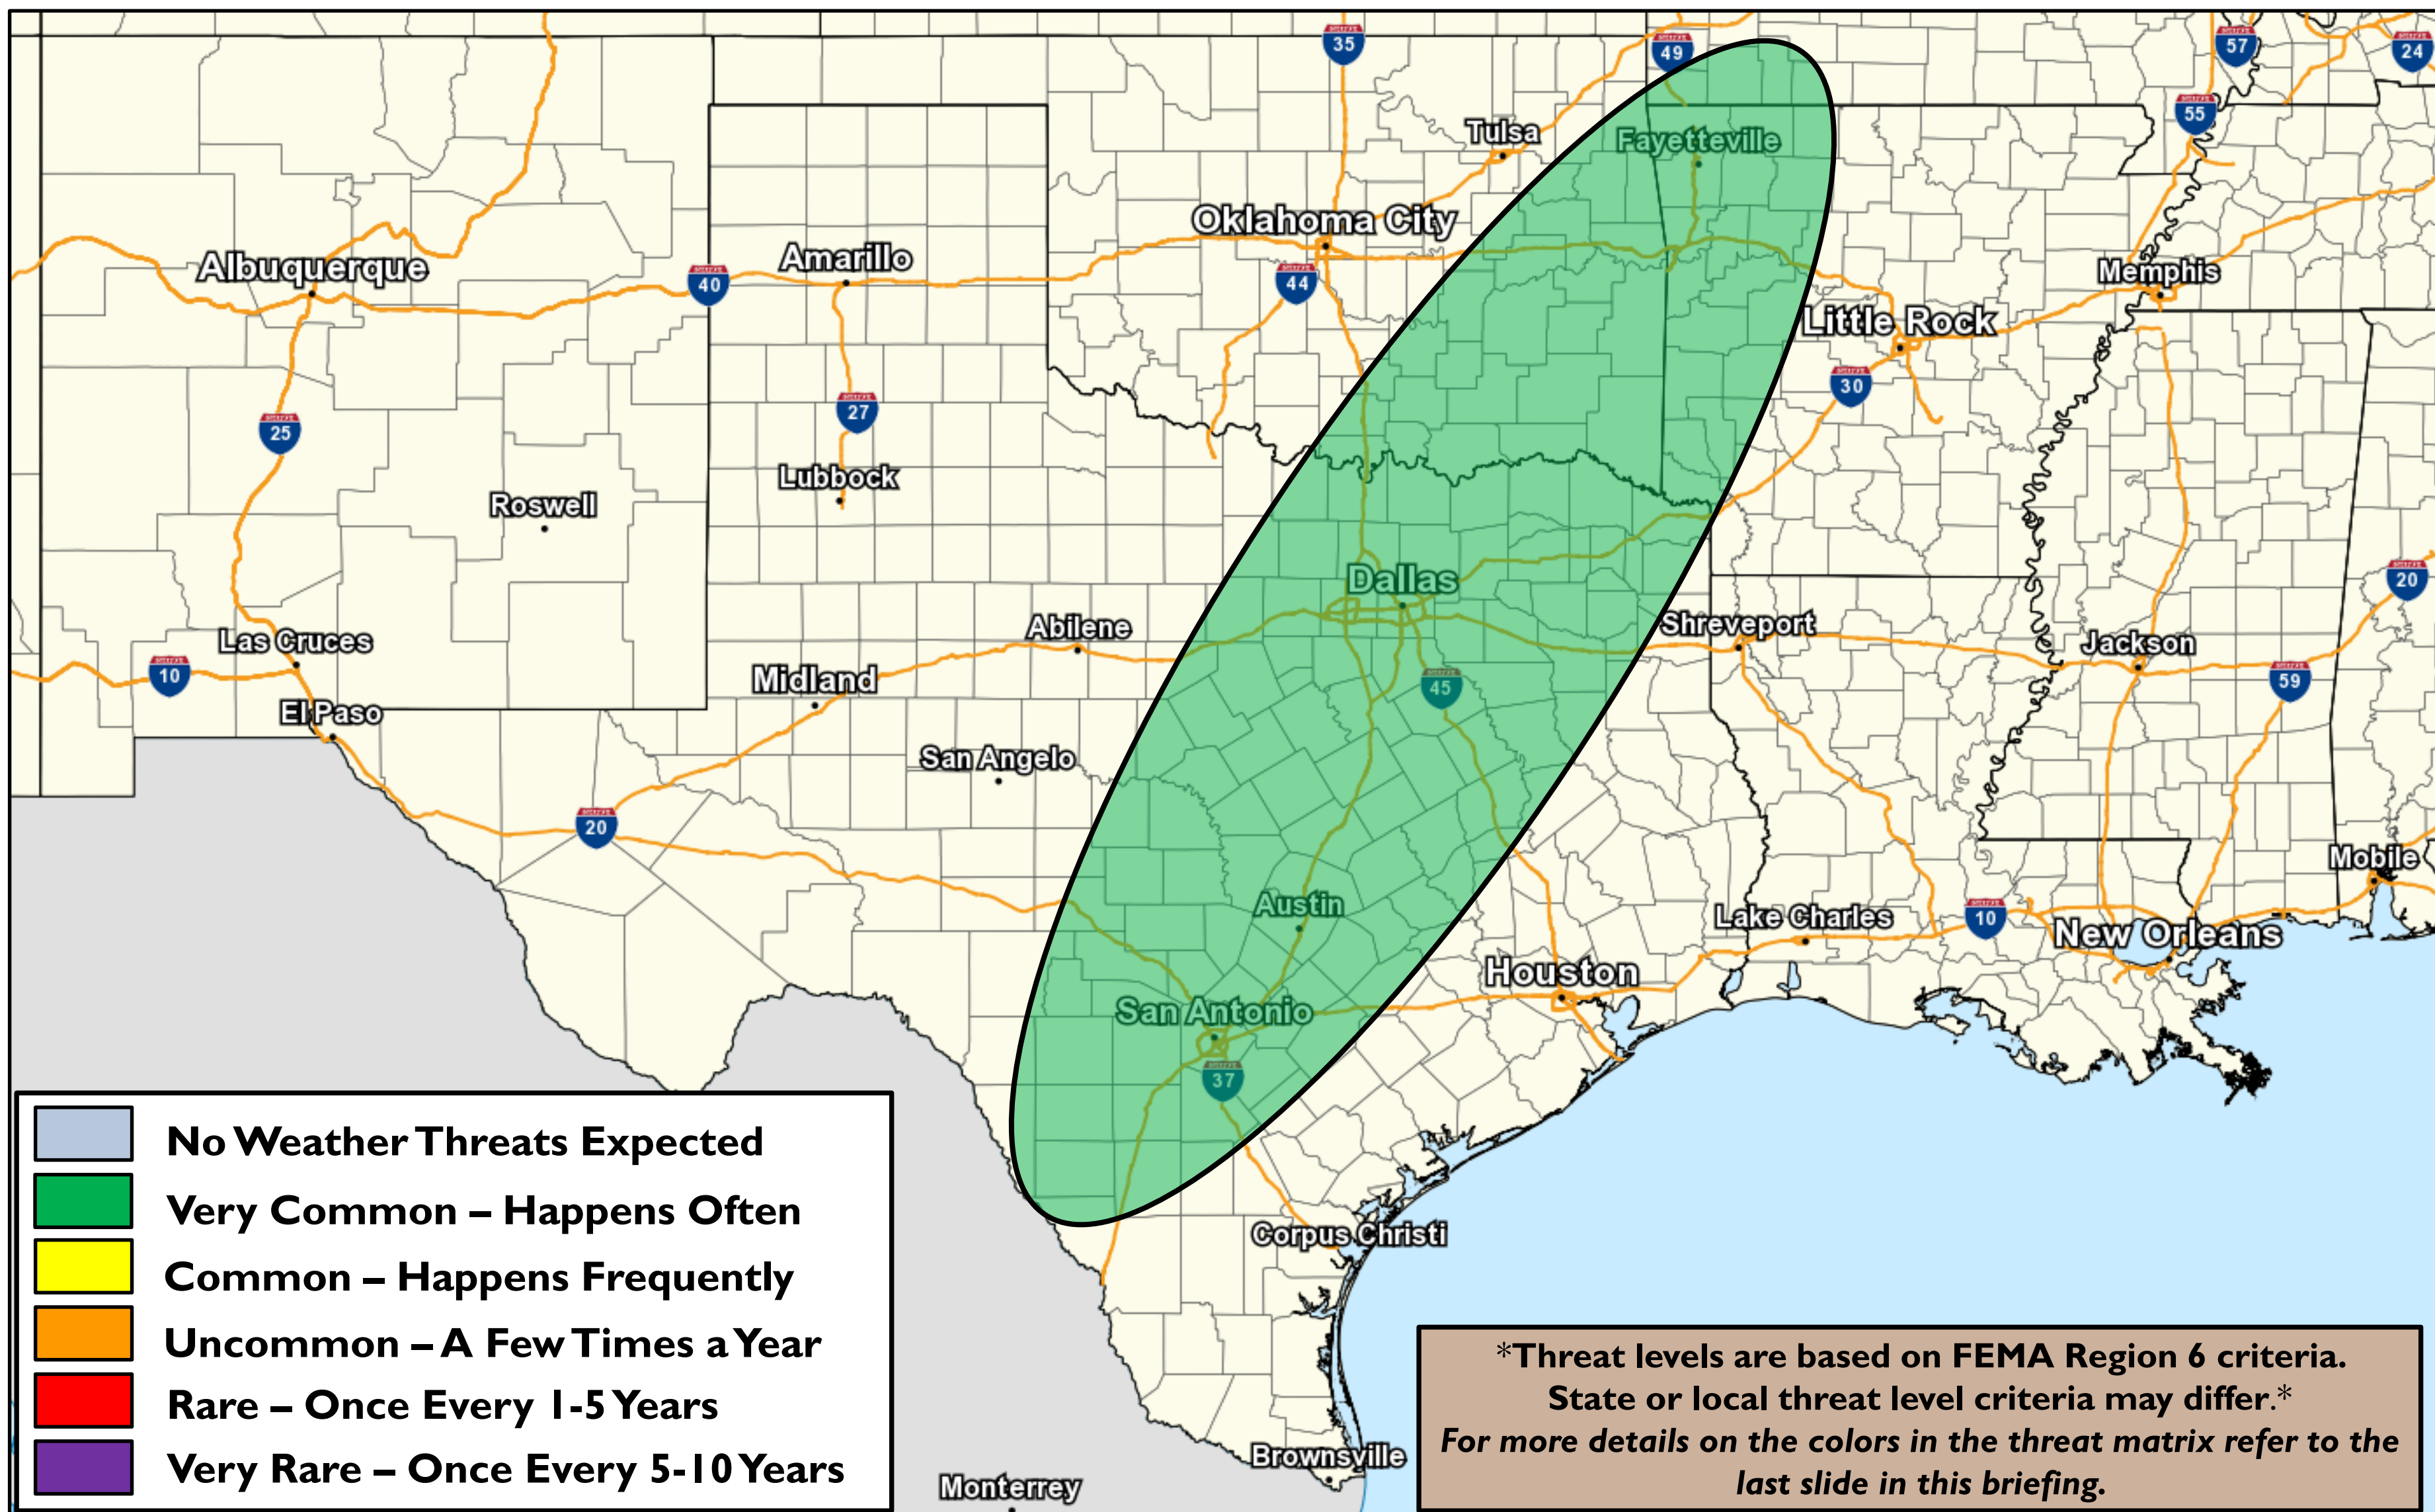 35
49
57
24
55
Tulsa
Fayetteville
Oklahoma City
Albuquerque
Amarillo
40
44
Memphis
Little Rock
30
27
25
Lubbock
Roswell
Dallas
20
Abilene
Shreveport
Las Cruces
Jackson
10
Midland
45
59
El Paso
San Angelo
20
Mobile
Austin
Lake Charles
10
New Orleans
Houston
San Antonio
37
Corpus Christi
Brownsville
Monterrey
No Weather Threats Expected
Very Common – Happens Often
Common – Happens Frequently
Uncommon – A Few Times a Year
Rare – Once Every 1-5 Years
Very Rare – Once Every 5-10 Years
*Threat levels are based on FEMA Region 6 criteria.
State or local threat level criteria may differ.*
For more details on the colors in the threat matrix refer to the
last slide in this briefing.